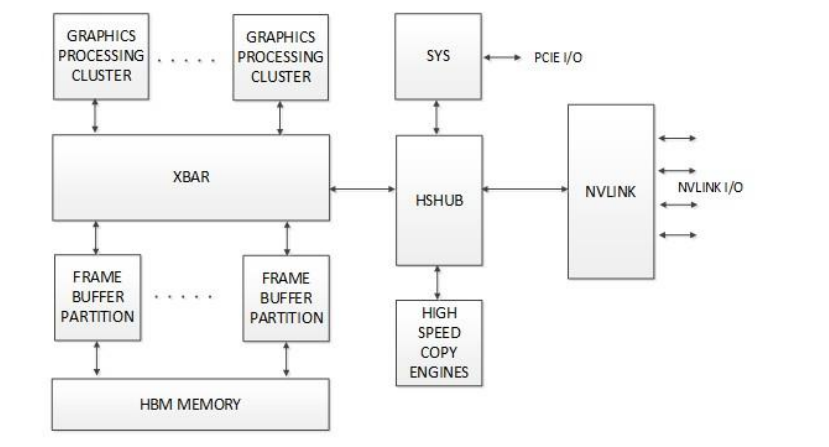 GRAPHICS
PROCESSING
CLUSTER
GRAPHICS
PROCESSING
CLUSTER
SYS
PCIE I/O
XBAR
HSHUB
NVLINK
NVLINK I/O
FRAME
BUFFER
PARTITION
FRAME
BUFFER
PARTITION
HIGH
SPEED
COPY
ENGINES
HBM MEMORY